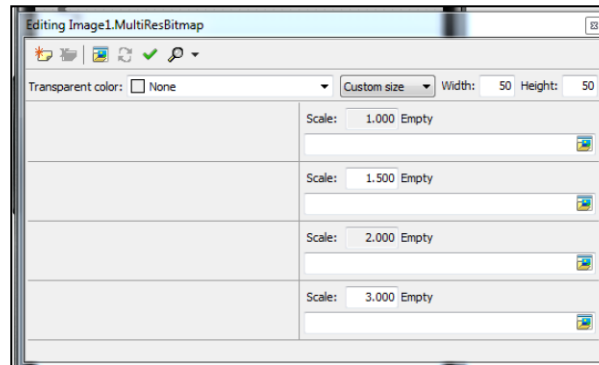 Editing Image1.MultiResBitmap
Transparent color: None Custom size Width: 50 Height: 50
Scale: 1.000 Empty
Scale: 1.500 Empty
Scale: 2.000 Empty
Scale: 3.000 Empty